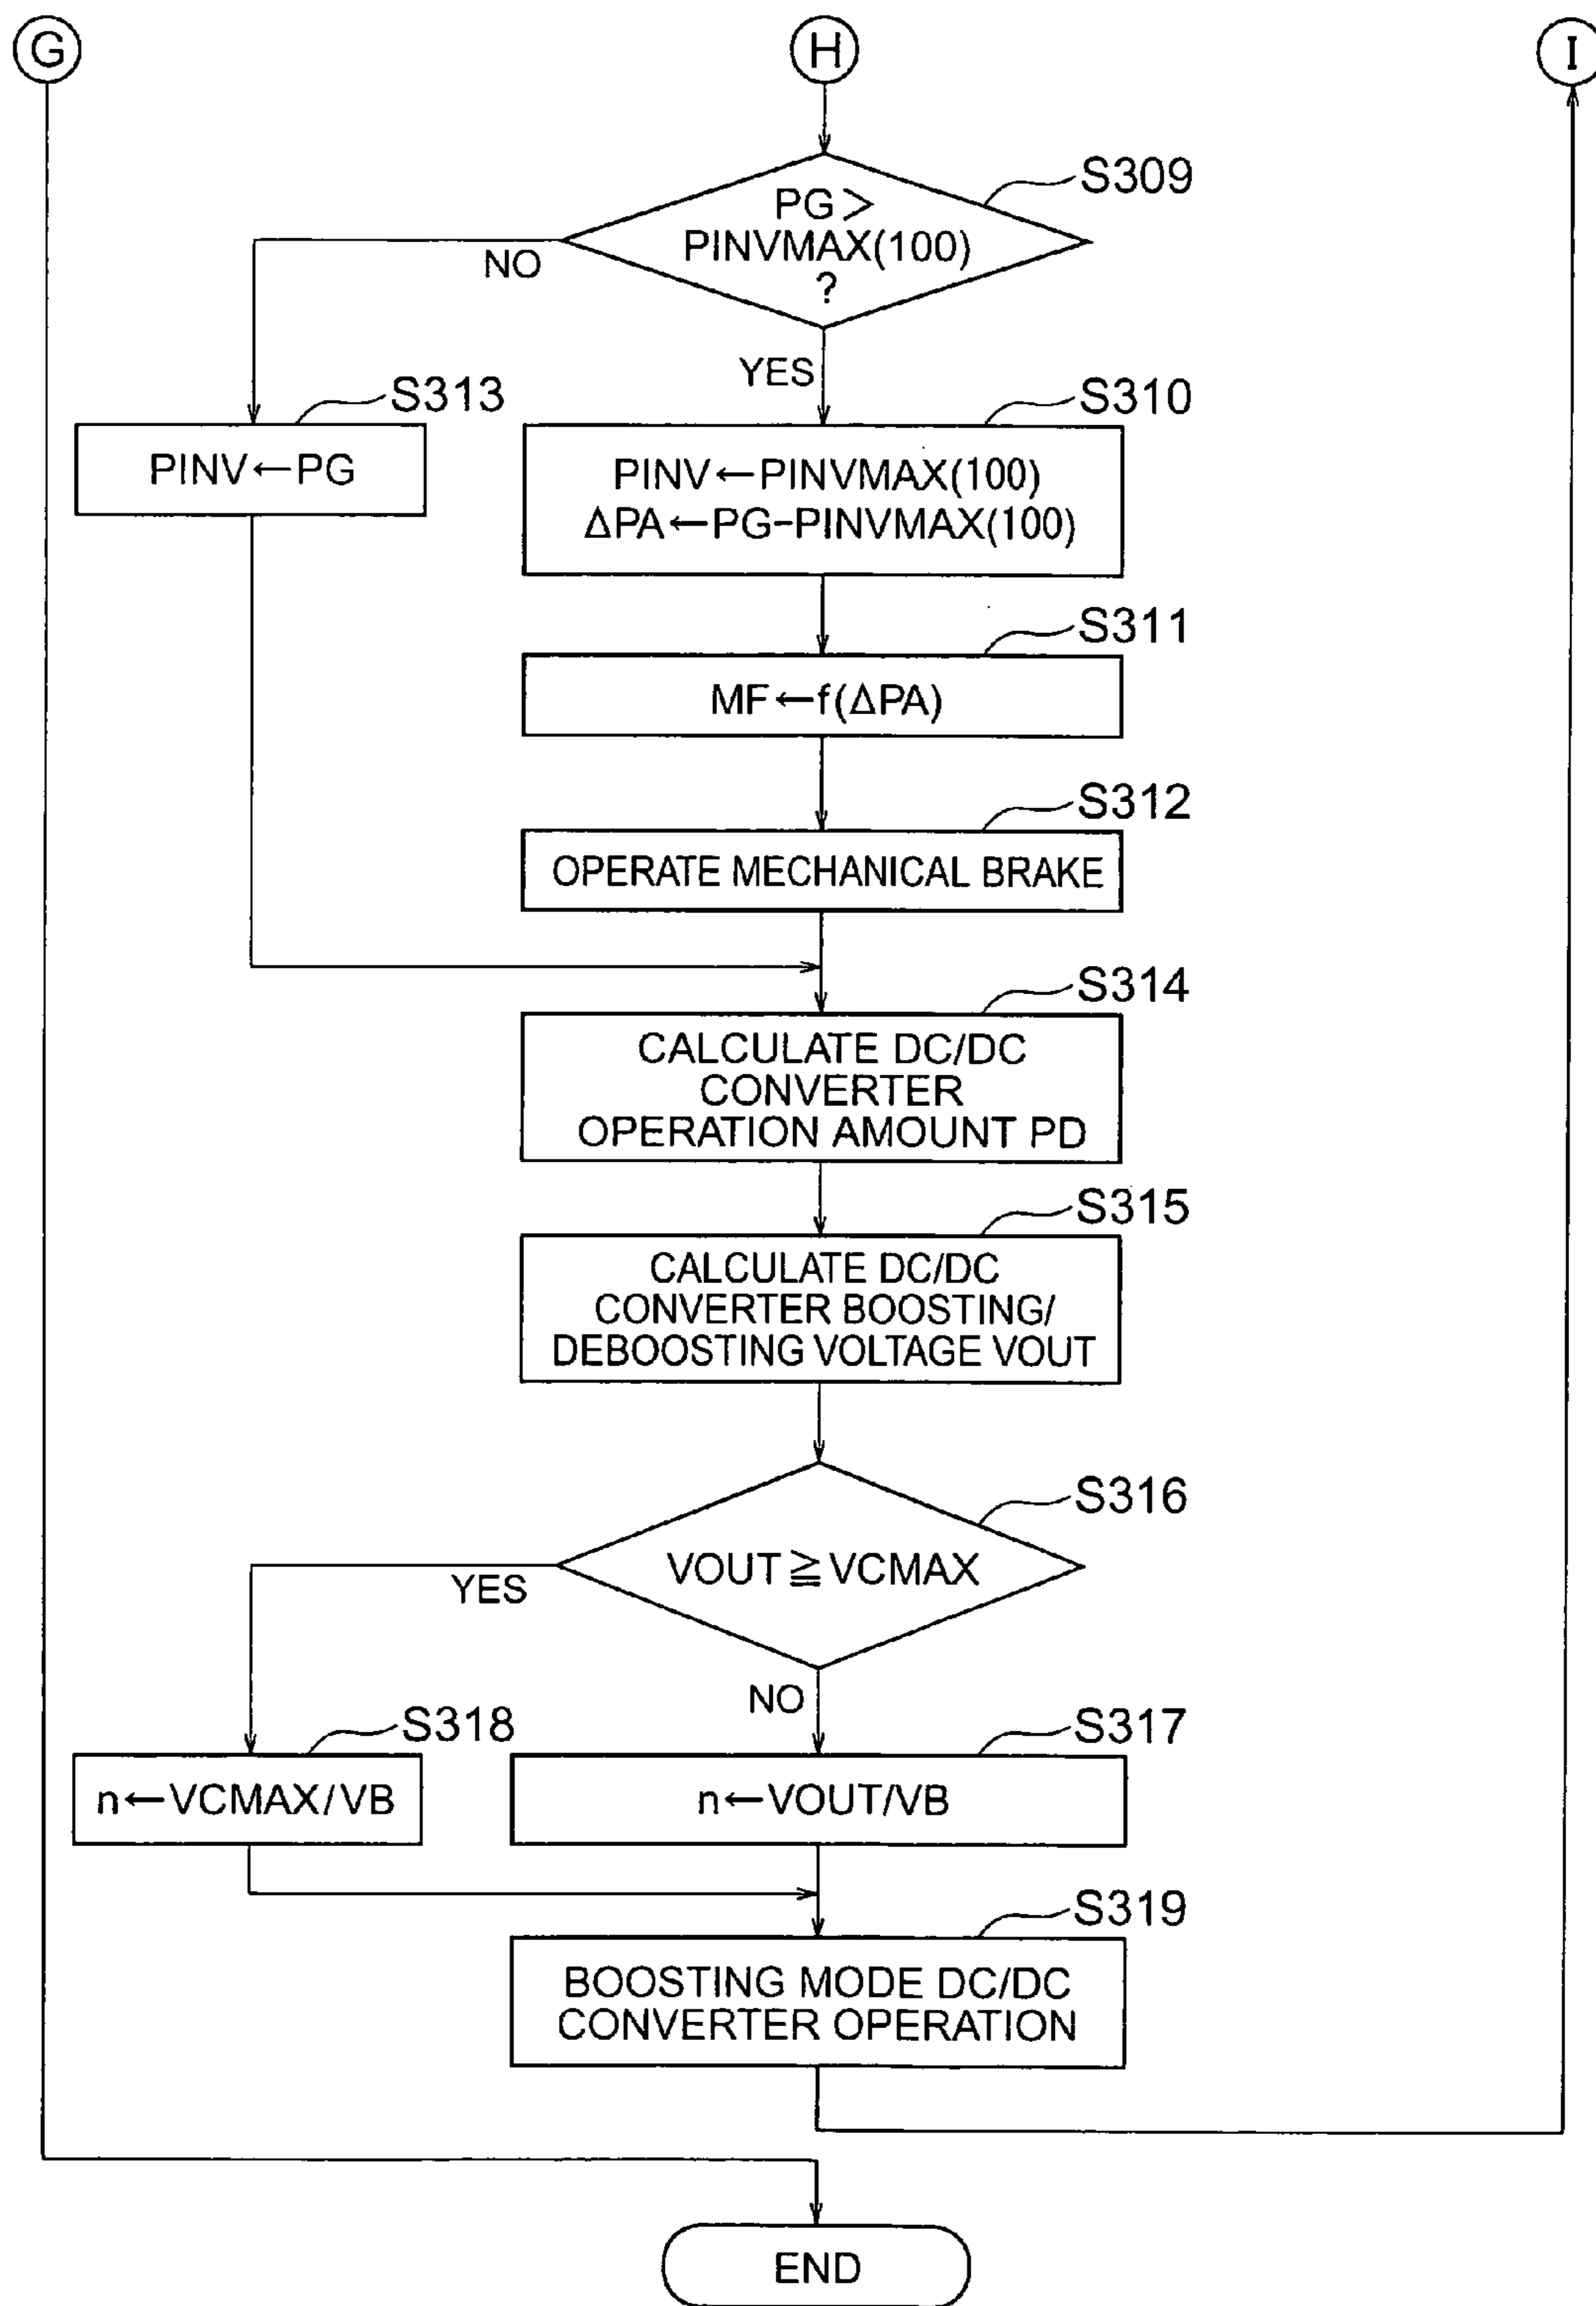 G
H
I
S309
PG >
PINVMAX(100)
?
NO
YES
S313
PINV←PG
S310
PINV←PINVMAX(100)
ΔPA←PG-PINVMAX(100)
S311
MF←f(ΔPA)
S312
OPERATE MECHANICAL BRAKE
S314
CALCULATE DC/DC
CONVERTER
OPERATION AMOUNT PD
S315
CALCULATE DC/DC
CONVERTER BOOSTING/
DEBOOSTING VOLTAGE VOUT
S316
VOUT≧VCMAX
YES
NO
S318
n←VCMAX/VB
S317
n←VOUT/VB
S319
BOOSTING MODE DC/DC
CONVERTER OPERATION
END